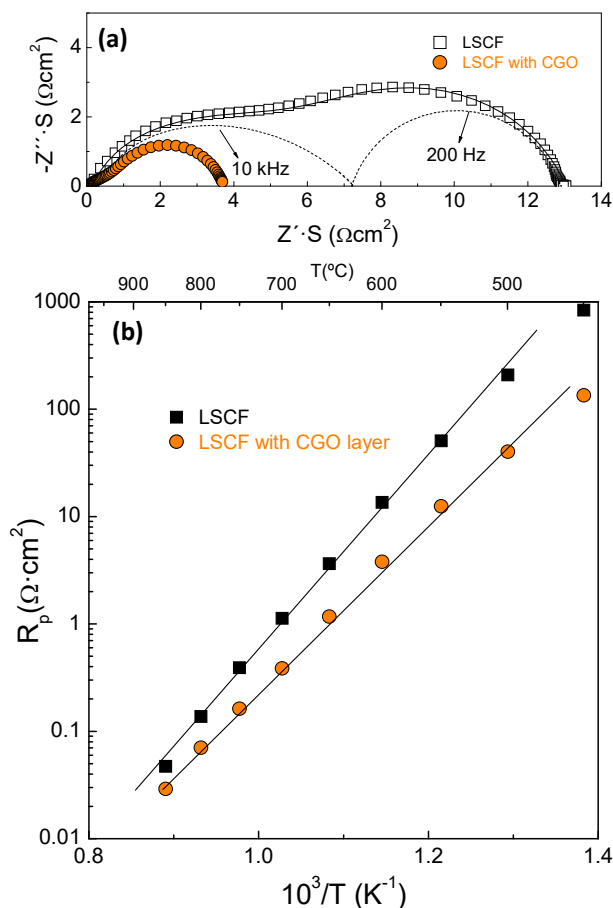 (a)
LSCF
LSCF with CGO
4
2
0
-Z´´·S (Ωcm²)
10 kHz
200 Hz
0 2 4 6 8 10 12 14
Z´·S (Ωcm²)
T(ºC)
900 800 700 600 500
(b)
1000
100
10
1
0.1
0.01
LSCF
LSCF with CGO layer
Rₚ(Ω·cm²)
0.8 1.0 1.2 1.4
10³/T (K⁻¹)